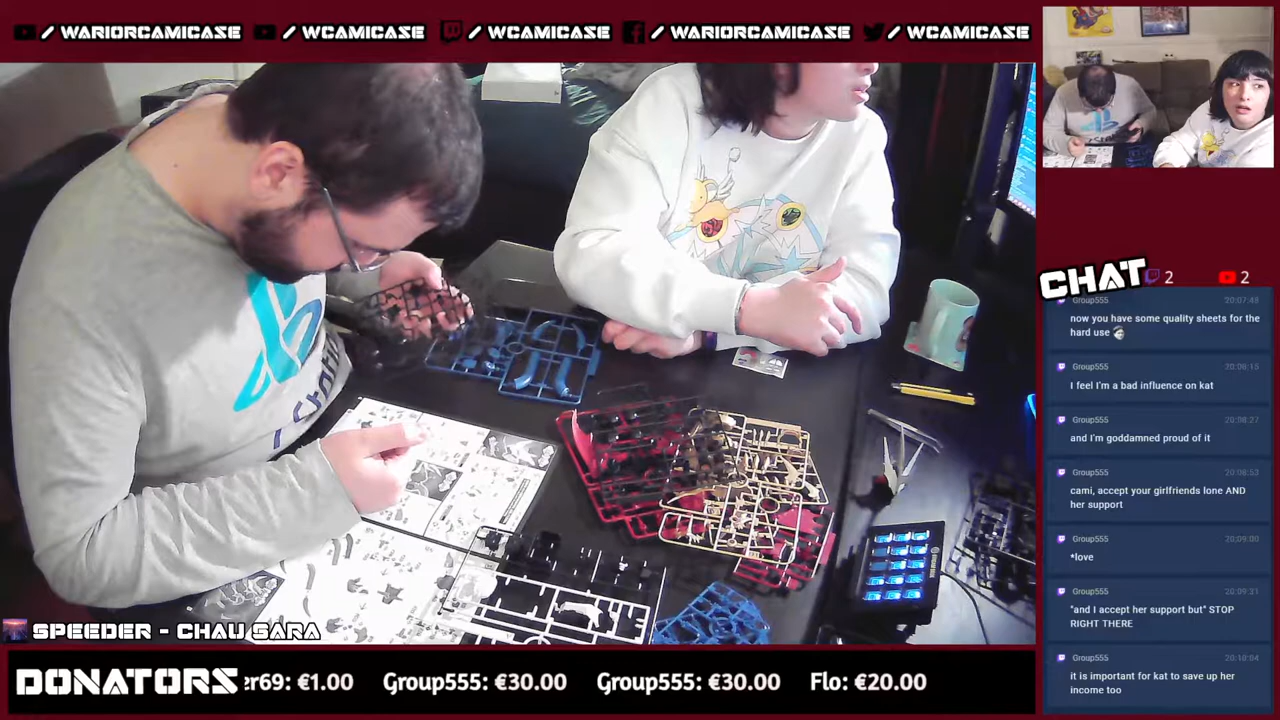 / WARIORCAMICASE / WCAMICASE / WCAMICASE / WARIORCAMICASE / WCAMICASE
CHAT 2 2
Group555 20:07:48
now you have some quality sheets for the
hard use
Group555 20:08:15
I feel I'm a bad influence on kat
Group555 20:08:27
and I'm goddamned proud of it
Group555 20:08:53
cami, accept your girlfriends lone AND
her support
Group555 20:09:00
*love
Group555 20:09:31
"and I accept her support but" STOP
RIGHT THERE
Group555 20:10:04
it is important for kat to save up her
income too
SPEEDER - CHAU SARA
DONATORS er69: €1.00 Group555: €30.00 Group555: €30.00 Flo: €20.00